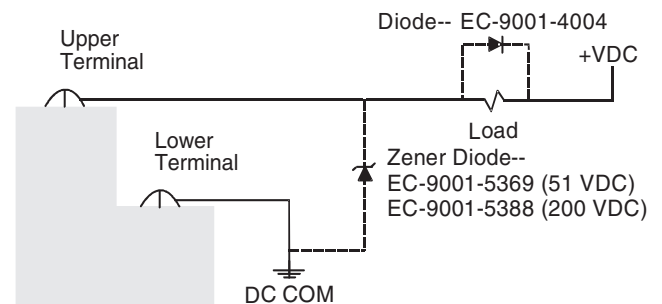 Diode-- EC-9001-4004
Upper
Terminal
+VDC
Lower
Terminal
Load
Zener Diode--
EC-9001-5369 (51 VDC)
EC-9001-5388 (200 VDC)
DC COM